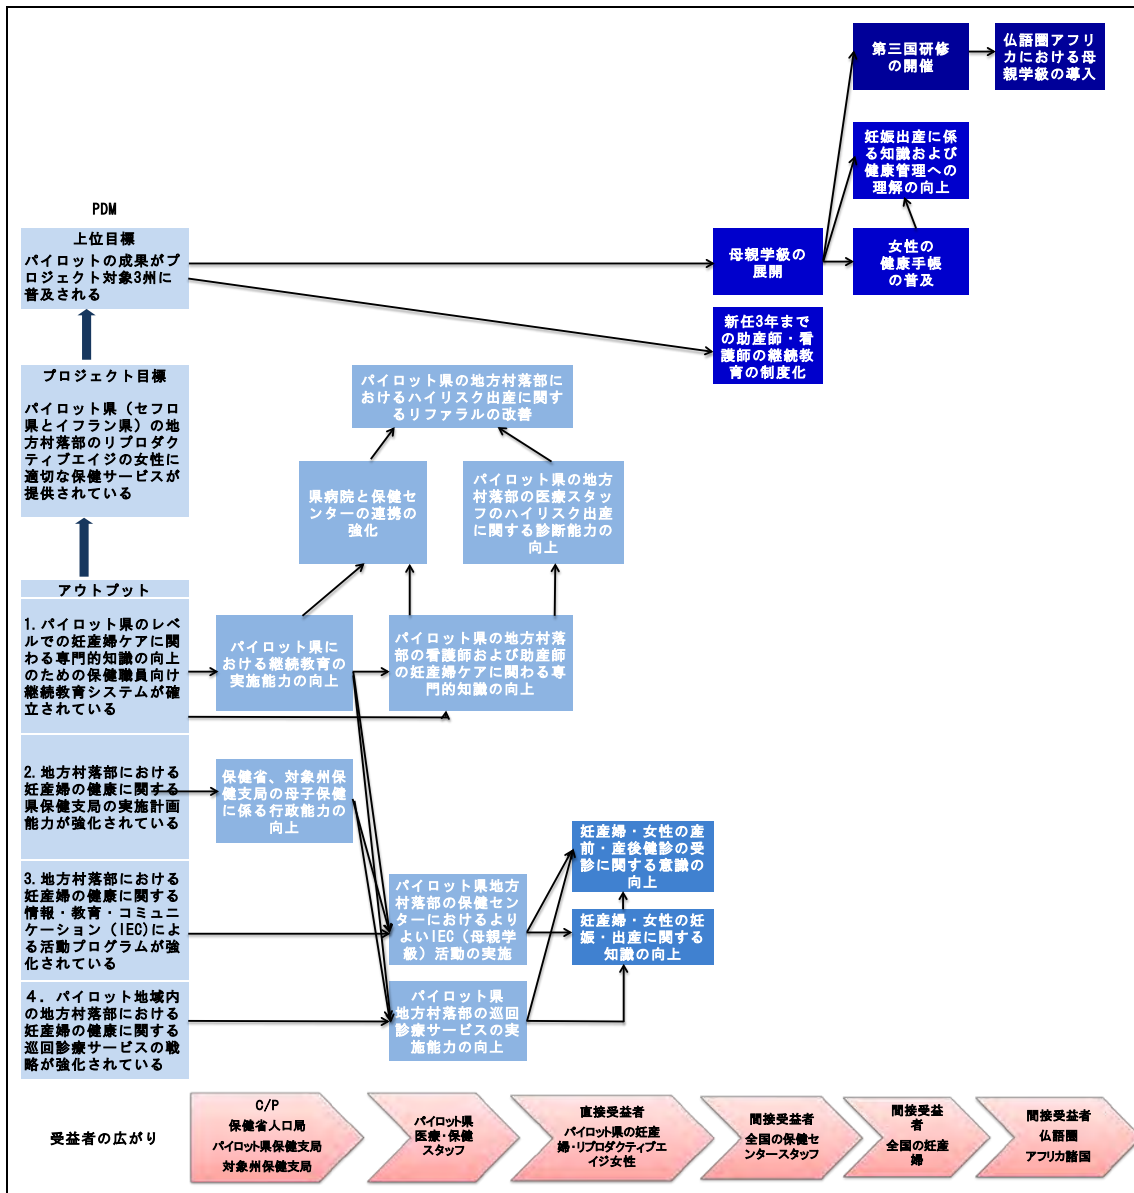 第三国研修
の開催
仏語圏アフリ
カにおける母
親学級の導入
妊娠出産に係
る知識および
健康管理への
理解の向上
PDM
上位目標
パイロットの成果がプ
ロジェクト対象3州に
普及される
母親学級の
展開
女性の
健康手帳
の普及
新任3年まで
の助産師・看
護師の継続教
育の制度化
プロジェクト目標
パイロット県（セフロ
県とイフラン県）の地
方村落部のリプロダク
ティブエイジの女性に
適切な保健サービスが
提供されている
パイロット県の地方村落部に
おけるハイリスク出産に関す
るリファラルの改善
県病院と保健セ
ンターの連携の
強化
パイロット県の地方
村落部の医療スタッ
フのハイリスク出産
に関する診断能力の
向上
アウトプット
1.パイロット県のレベ
ルでの妊産婦ケアに関
わる専門的知識の向上
のための保健職員向け
継続教育システムが確
立されている
パイロット県に
おける継続教育の
実施能力の向上
パイロット県の地方村落
部の看護師および助産師
の妊産婦ケアに関わる専
門的知識の向上
2.地方村落部における
妊産婦の健康に関する
県保健支局の実施計画
能力が強化されている
保健省、対象州保
健支局の母子保健
に係る行政能力の
向上
3.地方村落部における
妊産婦の健康に関する
情報・教育・コミュニ
ケーション（IEC)によ
る活動プログラムが強
化されている
パイロット県地方
村落部の保健セン
ターにおけるより
よいIEC（母親学
級）活動の実施
妊産婦・女性の産
前・産後健診の受
診に関する意識の
向上
妊産婦・女性の妊
娠・出産に関する
知識の向上
４．パイロット地域内
の地方村落部における
妊産婦の健康に関する
巡回診療サービスの戦
略が強化されている
パイロット県
地方村落部の巡回
診療サービスの実
施能力の向上
受益者の広がり
C/P
保健省人口局
パイロット県保健支局
対象州保健支局
パイロット県
医療・保健
スタッフ
直接受益者
パイロット県の妊産
婦・リプロダクティブエ
イジ女性
間接受益者
全国の保健セ
ンタースタッフ
間接受益
者
全国の妊産
婦
間接受益者
仏語圏
アフリカ諸国